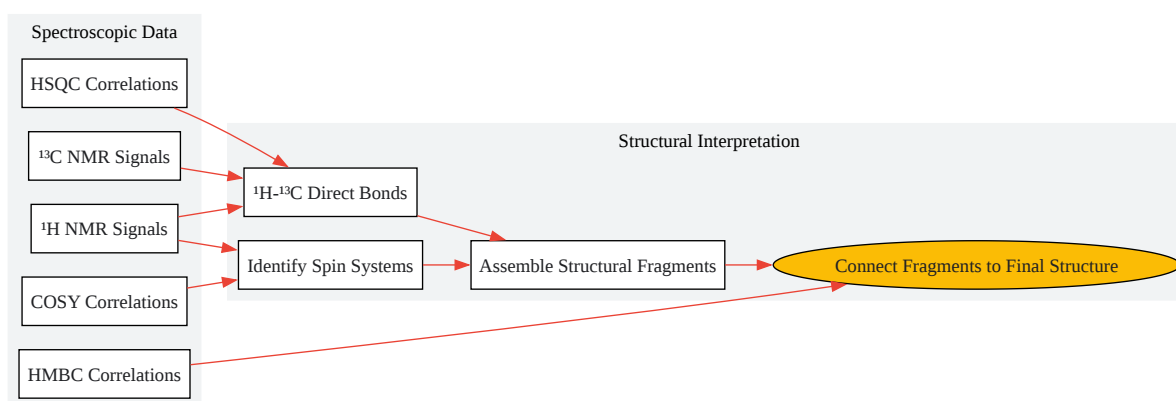 Spectroscopic Data
HSQC Correlations
¹³C NMR Signals
¹H NMR Signals
COSY Correlations
HMBC Correlations
Structural Interpretation
¹H-¹³C Direct Bonds
Identify Spin Systems
Assemble Structural Fragments
Connect Fragments to Final Structure